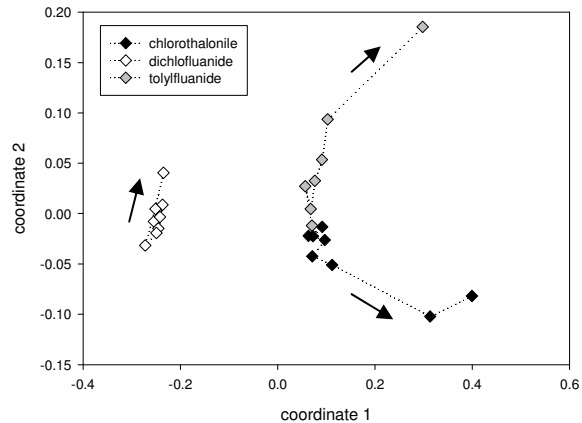 0.20
0.15
0.10
0.05
0.00
-0.05
-0.10
-0.15
coordinate 2
chlorothalonile
dichlofluanide
tolylfluanide
-0.4
-0.2
0.0
0.2
0.4
0.6
coordinate 1